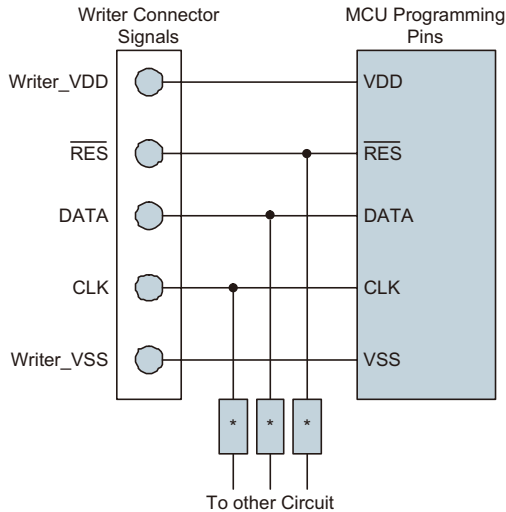 Writer Connector
Signals
MCU Programming
Pins
Writer_VDD
VDD
RES
RES
DATA
DATA
CLK
CLK
Writer_VSS
VSS
* * *
To other Circuit